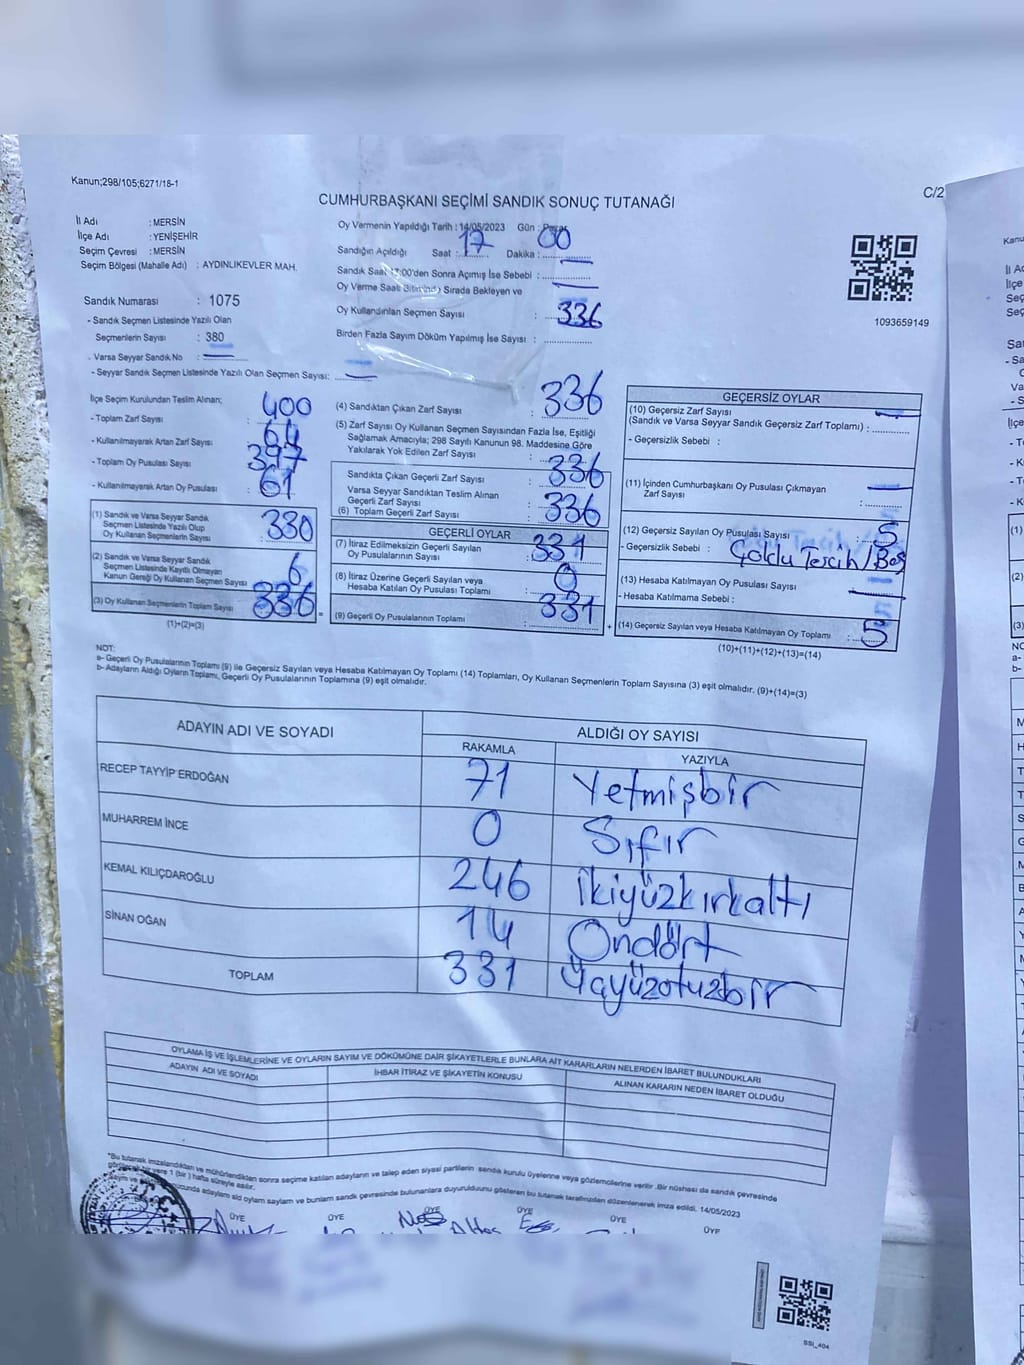 Kanun;298/105;6271/18-1
C/2
CUMHURBAŞKANI SEÇİMİ SANDIK SONUÇ TUTANAĞI
İl Adı : MERSİN
İlçe Adı : YENİŞEHİR
Seçim Çevresi : MERSİN
Seçim Bölgesi (Mahalle Adı) : AYDINLIKEVLER MAH.
Sandık Numarası : 1075
- Sandık Seçmen Listesinde Yazılı Olan
Seçmenlerin Sayısı : 380
- Varsa Seyyar Sandık No : —
- Seyyar Sandık Seçmen Listesinde Yazılı Olan Seçmen Sayısı: —
Oy Vermenin Yapıldığı Tarih : 14/05/2023 Gün : Pazar
Sandığın Açıldığı Saat : 17 Dakika : 00
Sandık Saat 17:00'den Sonra Açımış İse Sebebi : —
Oy Verme Saati Bitiminde Sırada Bekleyen ve
Oy Kullandırılan Seçmen Sayısı : 336
Birden Fazla Sayım Döküm Yapılmış İse Sayısı :
1093659149
İlçe Seçim Kurulundan Teslim Alınan;
- Toplam Zarf Sayısı : 400
- Kullanılmayarak Artan Zarf Sayısı : 64
- Toplam Oy Pusulası Sayısı : 397
- Kullanılmayarak Artan Oy Pusulası : 61
(1) Sandık ve Varsa Seyyar Sandık
Seçmen Listesinde Yazılı Olup
Oy Kullanan Seçmenlerin Sayısı : 330
(2) Sandık ve Varsa Seyyar Sandık
Seçmen Listesinde Kayıtlı Olmayan
Kanun Gereği Oy Kullanan Seçmen Sayısı : 6
(3) Oy Kullanan Seçmenlerin Toplam Sayısı : 336
(1)+(2)=(3)
(4) Sandıktan Çıkan Zarf Sayısı : 336
(5) Zarf Sayısı Oy Kullanan Seçmen Sayısından Fazla İse, Eşitliği
Sağlamak Amacıyla; 298 Sayılı Kanunun 98. Maddesine Göre
Yakılarak Yok Edilen Zarf Sayısı :
Sandıkta Çıkan Geçerli Zarf Sayısı : 336
Varsa Seyyar Sandıktan Teslim Alınan
Geçerli Zarf Sayısı :
(6) Toplam Geçerli Zarf Sayısı : 336
GEÇERLİ OYLAR
(7) İtiraz Edilmeksizin Geçerli Sayılan
Oy Pusulalarının Sayısı : 331
(8) İtiraz Üzerine Geçerli Sayılan veya
Hesaba Katılan Oy Pusulası Toplamı : 0
(9) Geçerli Oy Pusulalarının Toplamı : 331
GEÇERSİZ OYLAR
(10) Geçersiz Zarf Sayısı
(Sandık ve Varsa Seyyar Sandık Geçersiz Zarf Toplamı) : —
- Geçersizlik Sebebi :
(11) İçinden Cumhurbaşkanı Oy Pusulası Çıkmayan
Zarf Sayısı : —
(12) Geçersiz Sayılan Oy Pusulası Sayısı : 5
- Geçersizlik Sebebi : Çoklu Tercih/Boş
(13) Hesaba Katılmayan Oy Pusulası Sayısı : —
- Hesaba Katılmama Sebebi :
(14) Geçersiz Sayılan veya Hesaba Katılmayan Oy Toplamı : 5
(10)+(11)+(12)+(13)=(14)
NOT:
a- Geçerli Oy Pusulalarının Toplamı (9) ile Geçersiz Sayılan veya Hesaba Katılmayan Oy Toplamı (14) Toplamları, Oy Kullanan Seçmenlerin Toplam Sayısına (3) eşit olmalıdır. (9)+(14)=(3)
b- Adayların Aldığı Oyların Toplamı, Geçerli Oy Pusulalarının Toplamına (9) eşit olmalıdır.
ADAYIN ADI VE SOYADI ALDIĞI OY SAYISI
RAKAMLA YAZIYLA
RECEP TAYYİP ERDOĞAN 71 Yetmişbir
MUHARREM İNCE 0 Sıfır
KEMAL KILIÇDAROĞLU 246 ikiyüzkırkaltı
SİNAN OĞAN 14 Ondört
TOPLAM 331 Üçyüzotuzbir
OYLAMA İŞ VE İŞLEMLERİNE VE OYLARIN SAYIM VE DÖKÜMÜNE DAİR ŞİKAYETLERLE BUNLARA AİT KARARLARIN NELERDEN İBARET BULUNDUKLARI
ADAYIN ADI VE SOYADI İHBAR İTİRAZ VE ŞİKAYETİN KONUSU ALINAN KARARIN NEDEN İBARET OLDUĞU
*Bu tutanak imzalandıktan ve mühürlendikten sonra seçime katılan adayların ve talep eden siyasi partilerin sandık kurulu üyelerine veya gözlemcilerine verilir. Bir nüshası da sandık çevresinde
görülecek bir yere 1 (bir) hafta süreyle asılır.
14/05/2023
ÜYE ÜYE ÜYE ÜYE ÜYE ÜYE
SSİ_404